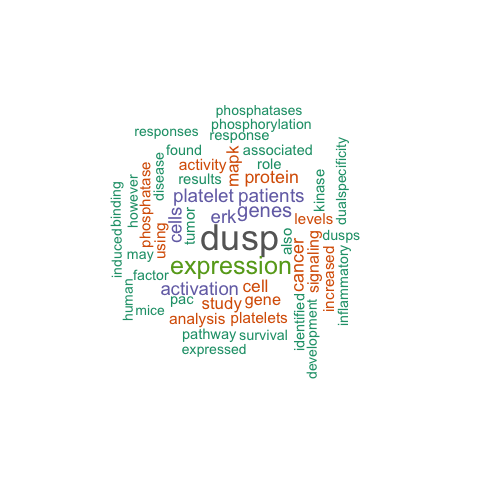 phosphatases
phosphorylation
responses
response
found
mapk
associated
disease
activity
role
phosphatase
results
protein
kinase
dualspecificity
binding
however
platelet
patients
cells
tumor
erk
genes
levels
using
dusp
also
dusps
induced
may
expression
cancer
signaling
increased
inflammatory
factor
activation
cell
human
mice
pac
study
gene
identified
development
analysis
platelets
pathway
survival
expressed